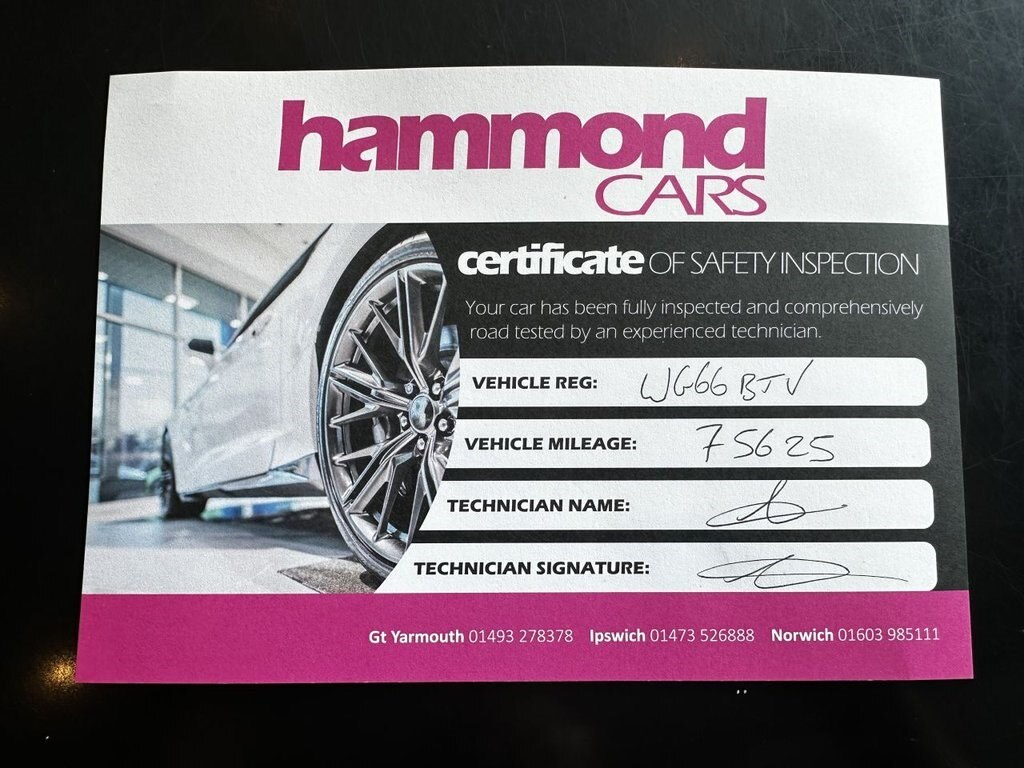 hammond
CARS
certificate OF SAFETY INSPECTION
Your car has been fully inspected and comprehensively
road tested by an experienced technician.
VEHICLE REG: WG66 BTV
VEHICLE MILEAGE: 75625
TECHNICIAN NAME:
TECHNICIAN SIGNATURE:
Gt Yarmouth 01493 278378 Ipswich 01473 526888 Norwich 01603 985111